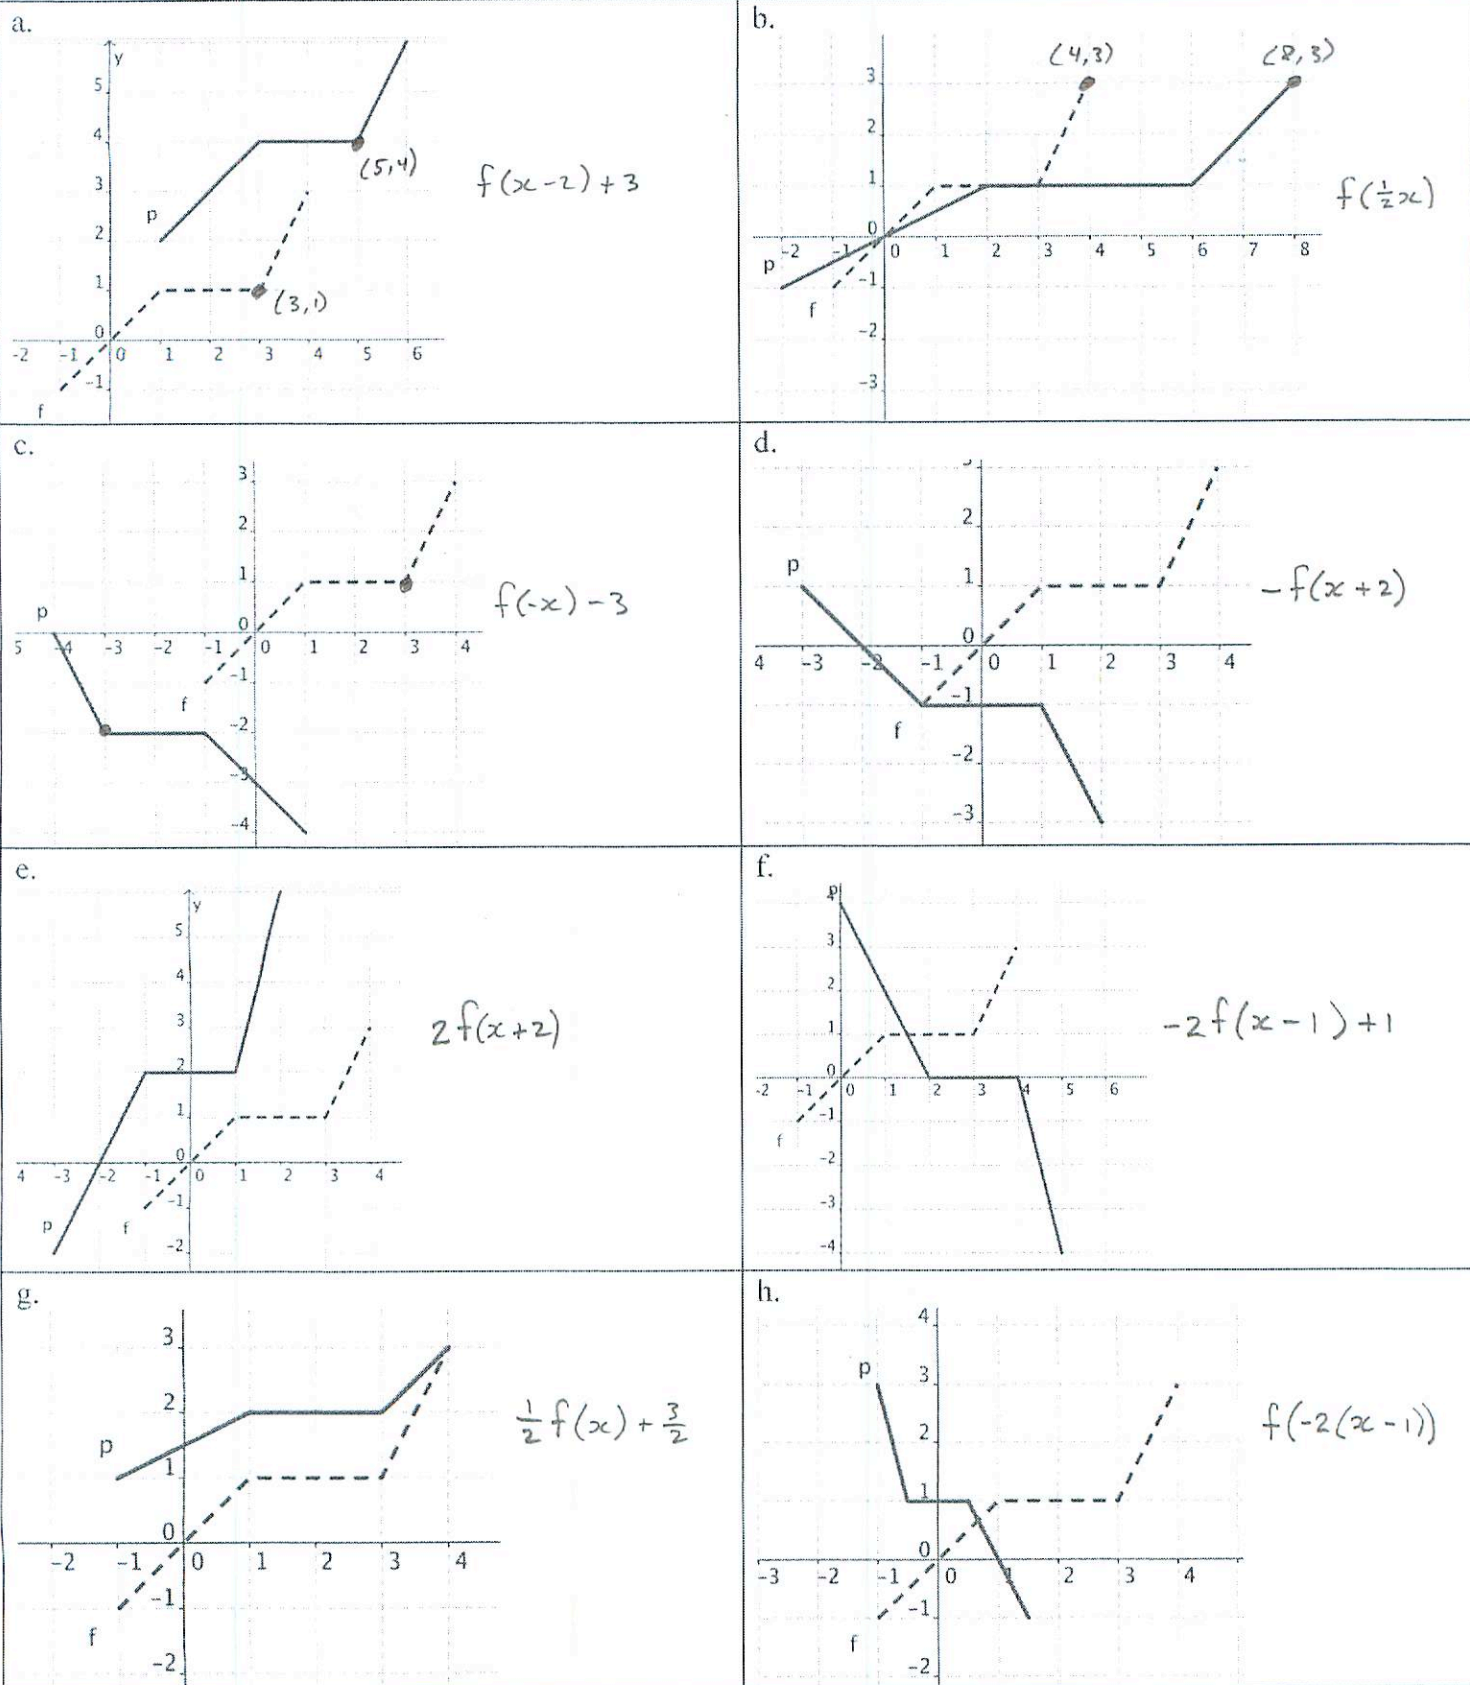 a.
y
5
4
3
2
1
0
-1
-2 -1 0 1 2 3 4 5 6
p
f
(5,4)
(3,1)
f(x-2)+3
b.
3
2
1
0
-1
-2
-3
-2 -1 0 1 2 3 4 5 6 7 8
p
f
(4,3)
(8,3)
f(½x)
c.
3
2
1
0
-1
-2
-3
-4
5 -4 -3 -2 -1 0 1 2 3 4
p
f
f(-x)-3
d.
2
1
0
-1
-2
-3
4 -3 -2 -1 0 1 2 3 4
p
f
-f(x+2)
e.
y
5
4
3
2
1
0
-1
-2
4 -3 -2 -1 0 1 2 3 4
p
f
2f(x+2)
f.
p
4
3
2
1
0
-1
-2
-3
-4
-2 -1 0 1 2 3 4 5 6
f
-2f(x-1)+1
g.
3
2
1
0
-1
-2
-2 -1 0 1 2 3 4
p
f
½f(x)+3/2
h.
4
3
2
1
0
-1
-2
-3 -2 -1 0 1 2 3 4
p
f
f(-2(x-1))